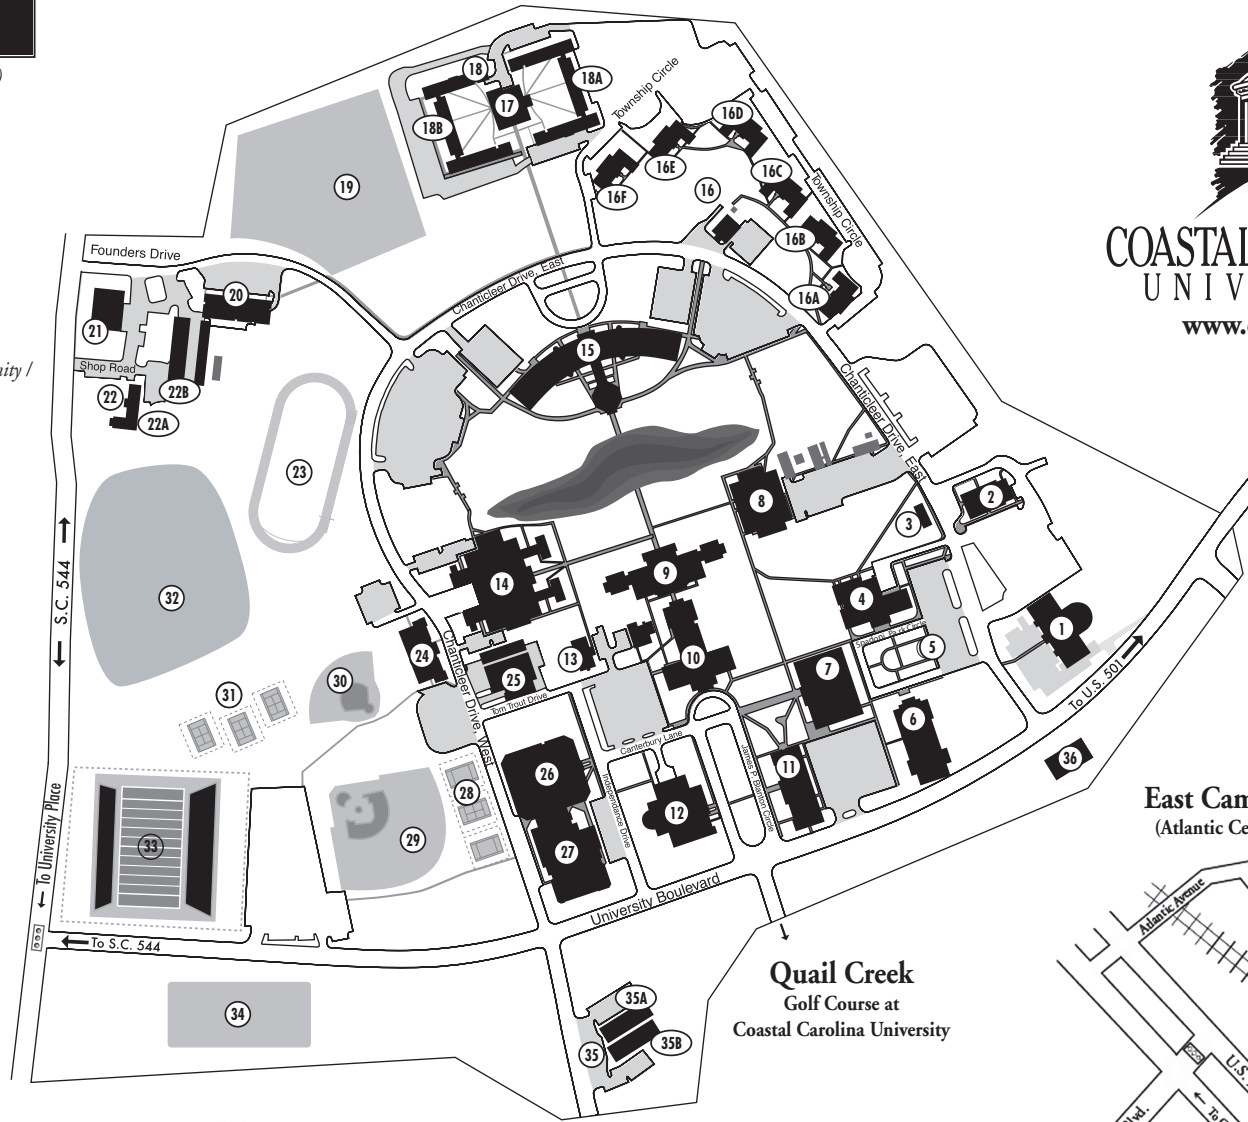 )
18
18A
17
18B
Township Circle
16D
16E
16C
19
16
16F
Township Circle
16B
COASTAL
UNIV
www.
Founders Drive
Chanticleer Drive, East
20
16A
21
15
nity /
Shop Road
22
22B
22A
Chanticleer Drive, East
23
8
2
3
S.C. 544
14
9
32
4
1
24
Chanticleer Drive, West
13
10
Spadoni Park Circle
5
25
7
30
31
Tom Trout Drive
6
To U.S. 501
Canterbury Lane
James P. Blanton Circle
36
26
11
28
Independence Drive
12
To University Place
29
33
27
East Cam
(Atlantic Ce
University Boulevard
Atlantic Avenue
To S.C. 544
Quail Creek
Golf Course at
Coastal Carolina University
34
35A
35B
35
U.S.
lvd.
To